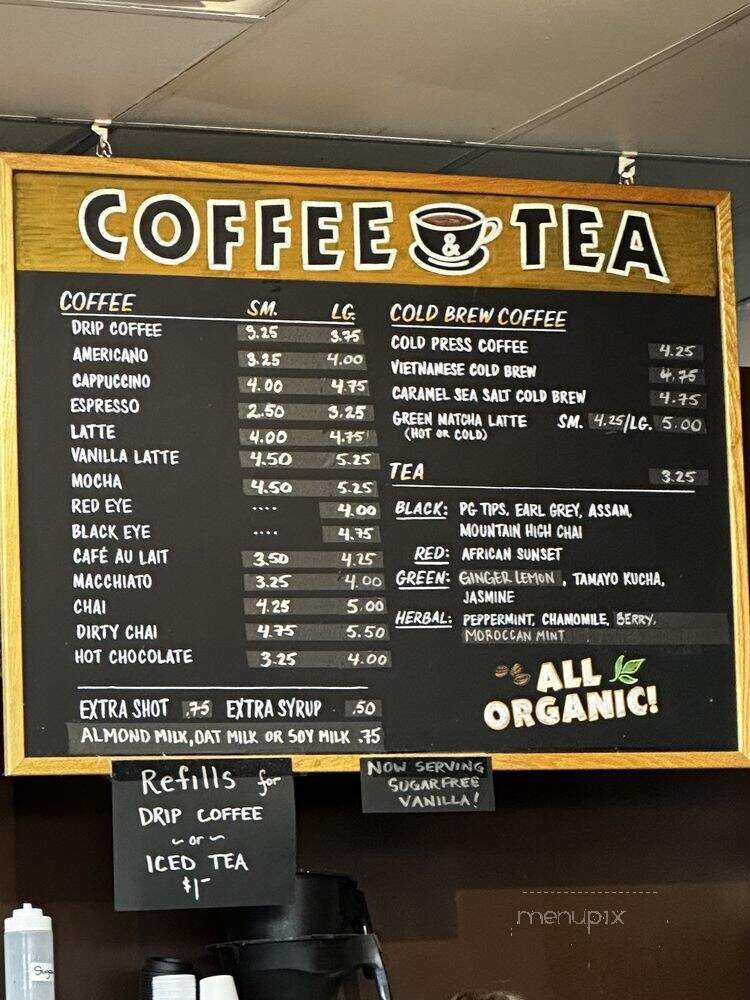 COFFEE & TEA
COFFEE SM. LG.
DRIP COFFEE 3.25 3.75
AMERICANO 3.25 4.00
CAPPUCCINO 4.00 4.75
ESPRESSO 2.50 3.25
LATTE 4.00 4.75
VANILLA LATTE 4.50 5.25
MOCHA 4.50 5.25
RED EYE .... 4.00
BLACK EYE .... 4.75
CAFÉ AU LAIT 3.50 4.25
MACCHIATO 3.25 4.00
CHAI 4.25 5.00
DIRTY CHAI 4.75 5.50
HOT CHOCOLATE 3.25 4.00
EXTRA SHOT .75 EXTRA SYRUP .50
ALMOND MILK, OAT MILK OR SOY MILK .75
COLD BREW COFFEE
COLD PRESS COFFEE 4.25
VIETNAMESE COLD BREW 4.75
CARAMEL SEA SALT COLD BREW 4.75
GREEN MATCHA LATTE SM. 4.25/LG. 5.00
(HOT OR COLD)
TEA 3.25
BLACK: PG TIPS, EARL GREY, ASSAM,
MOUNTAIN HIGH CHAI
RED: AFRICAN SUNSET
GREEN: GINGER LEMON, TAMAYO KUCHA,
JASMINE
HERBAL: PEPPERMINT, CHAMOMILE, BERRY,
MOROCCAN MINT
ALL
ORGANIC!
Refills for
DRIP COFFEE
~ or ~
ICED TEA
$1-
NOW SERVING
SUGAR FREE
VANILLA!
menupix